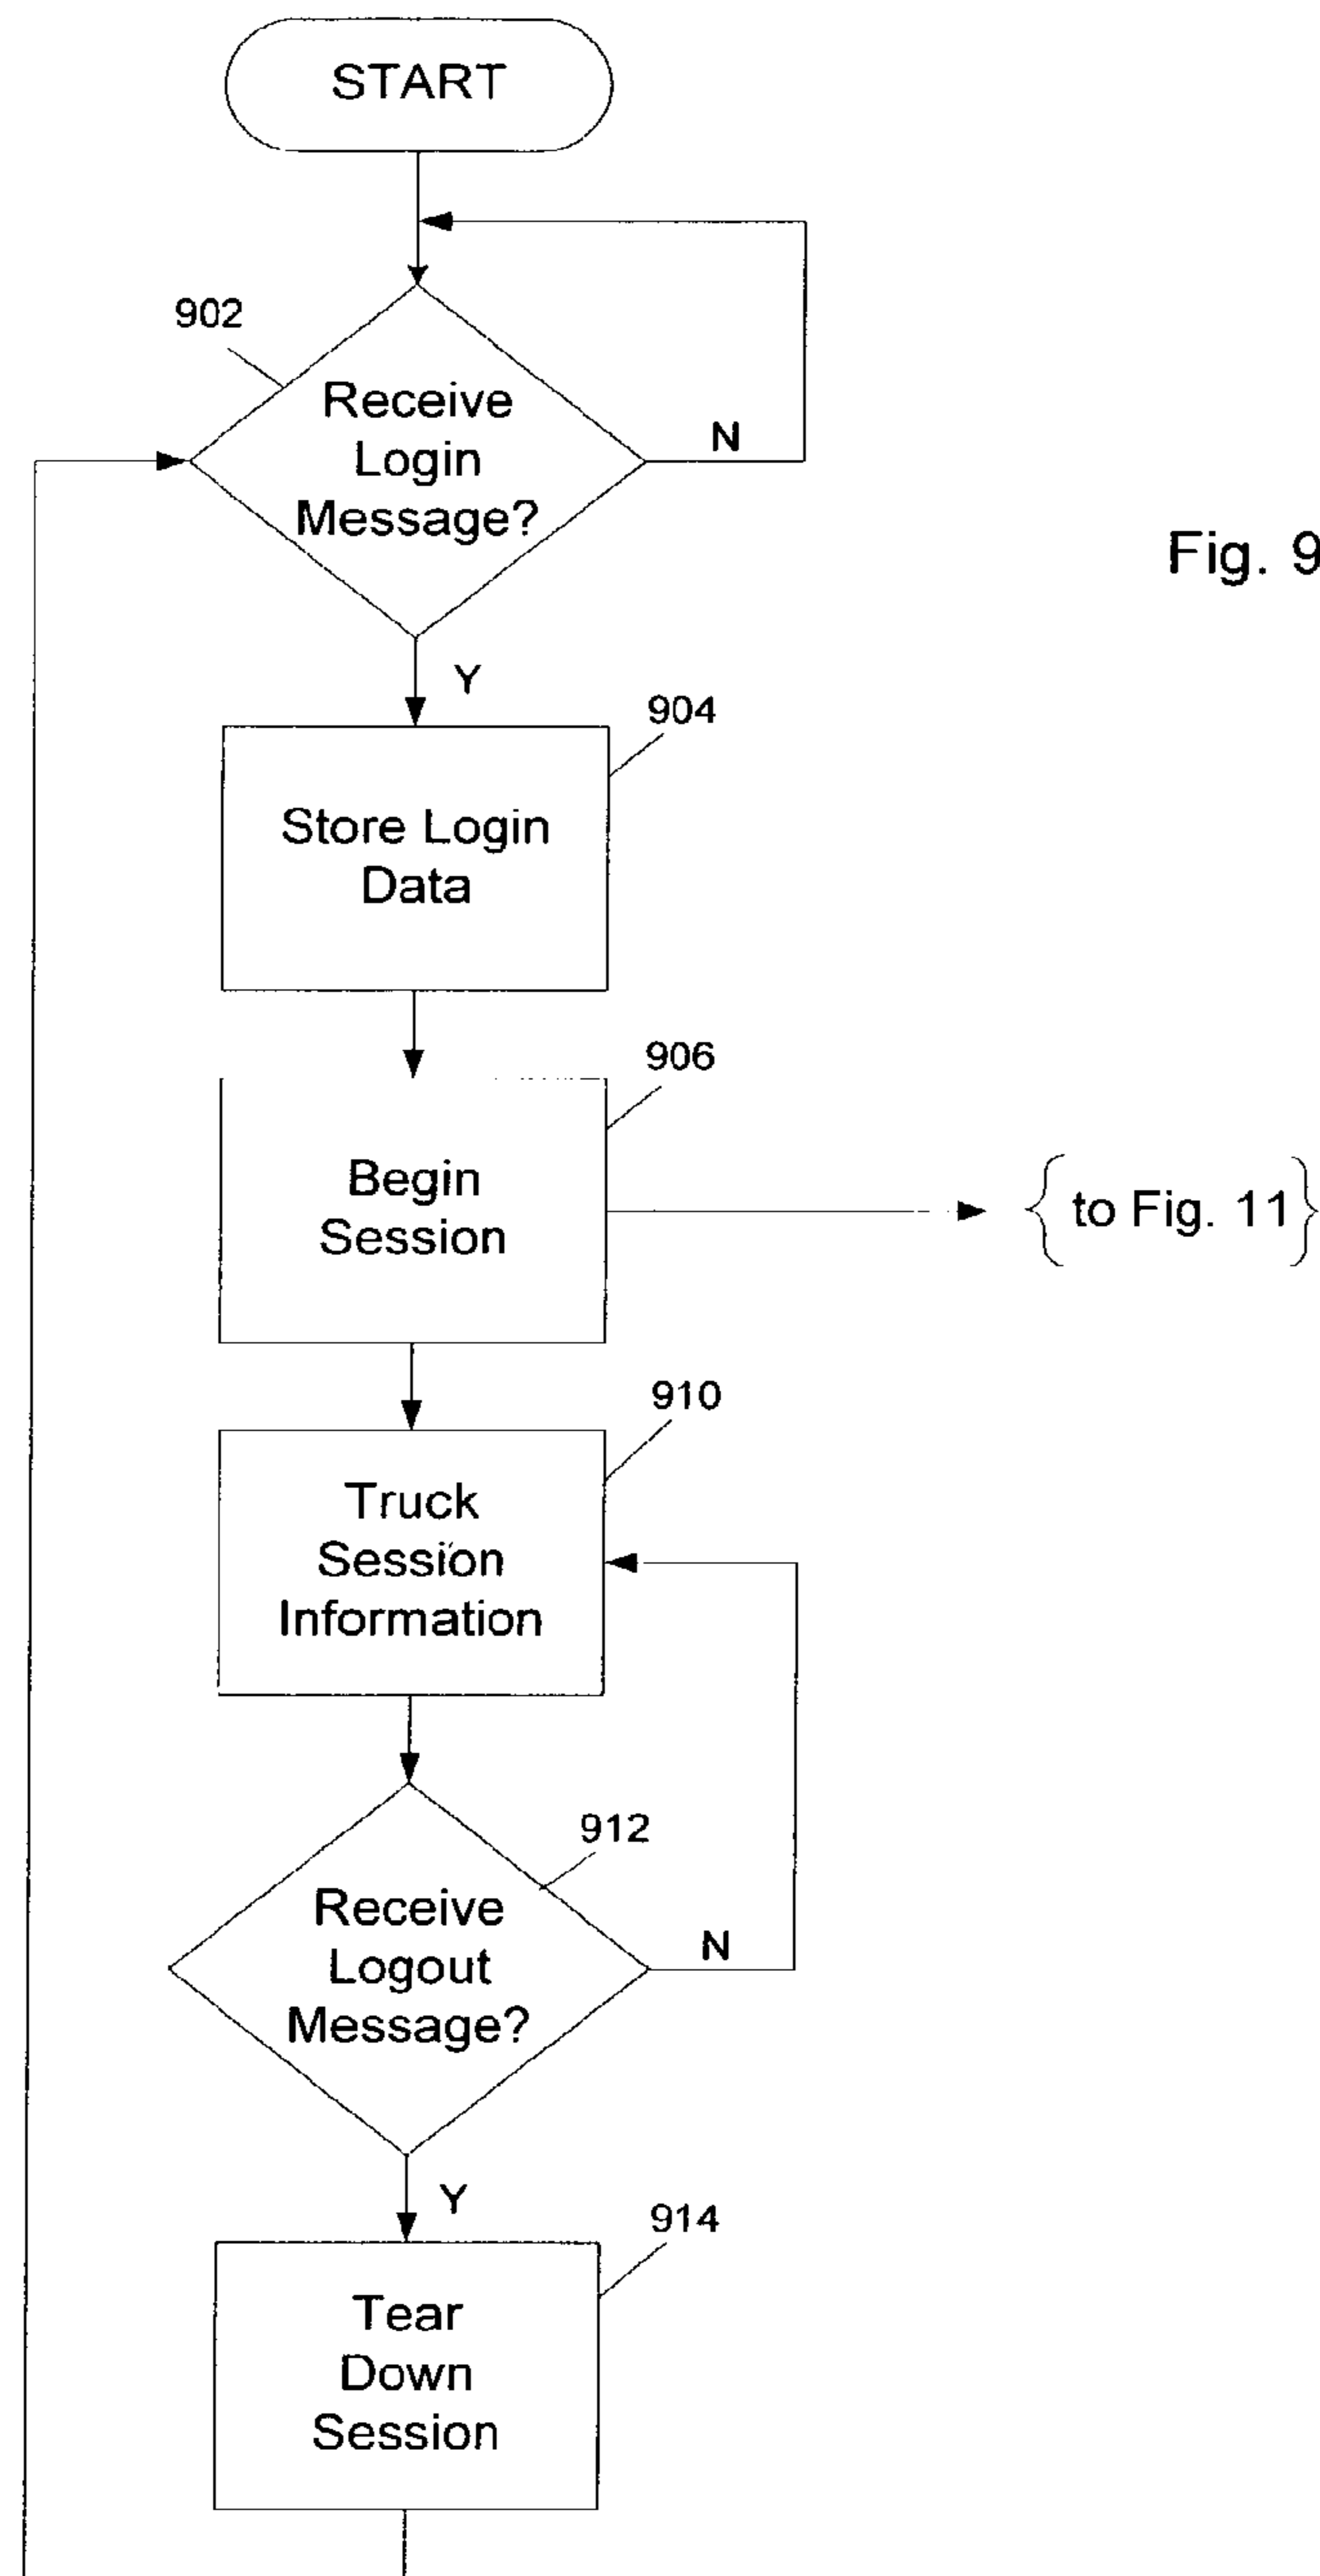 START
902
Receive
Login
Message?
N
Fig. 9
Y
904
Store Login
Data
906
Begin
Session
{to Fig. 11}
910
Truck
Session
Information
912
Receive
Logout
Message?
N
Y
914
Tear
Down
Session